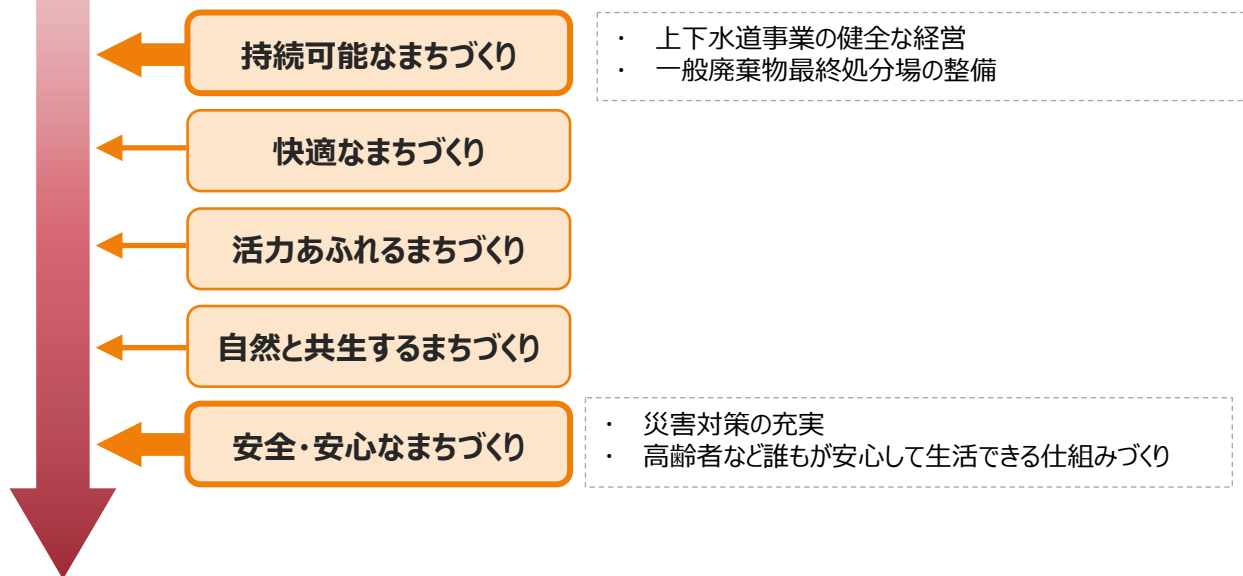 持続可能なまちづくり
・ 上下水道事業の健全な経営
・ 一般廃棄物最終処分場の整備
快適なまちづくり
活力あふれるまちづくり
自然と共生するまちづくり
安全・安心なまちづくり
・ 災害対策の充実
・ 高齢者など誰もが安心して生活できる仕組みづくり